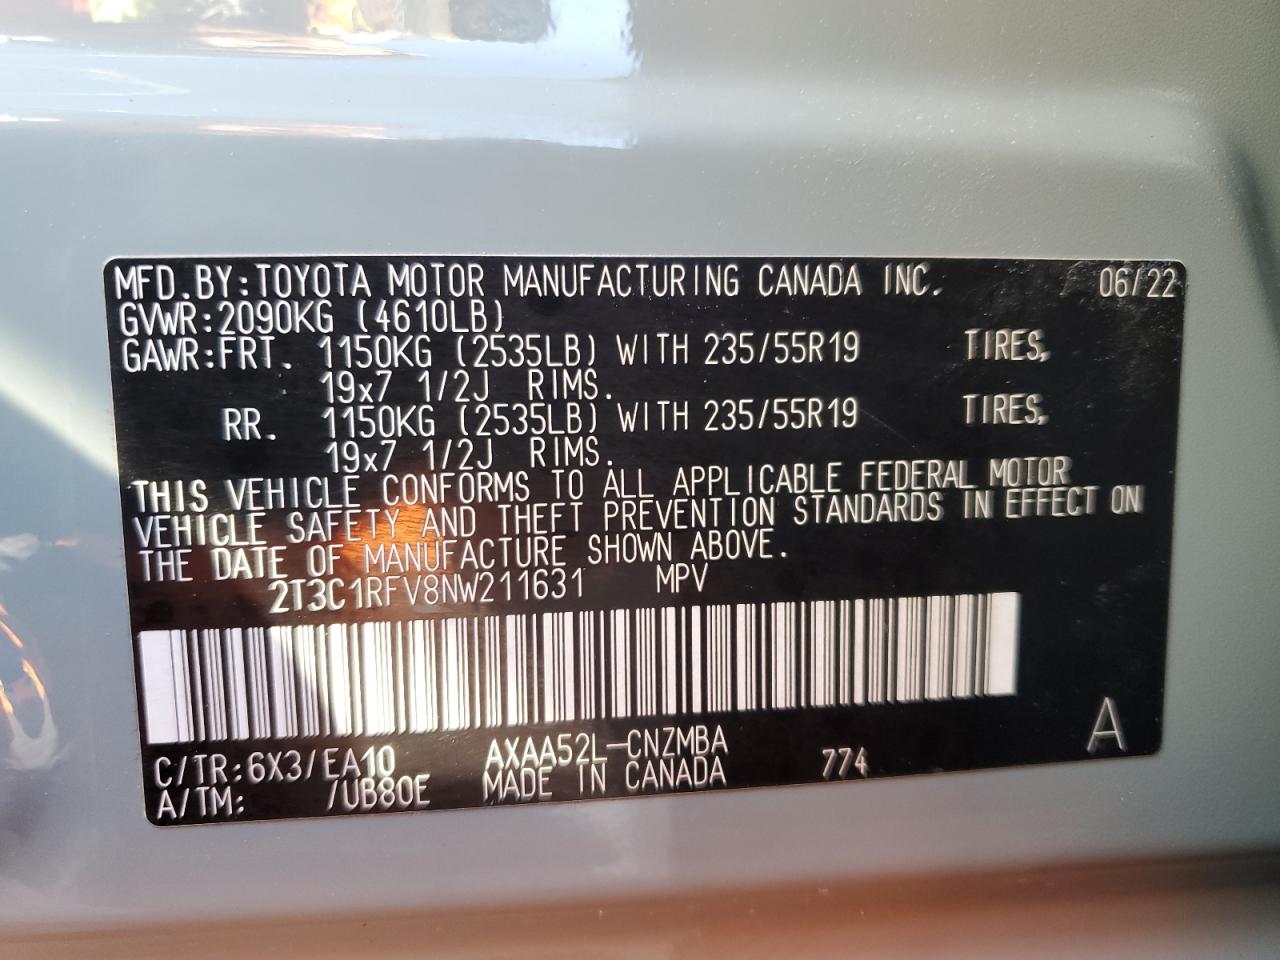 MFD.BY:TOYOTA MOTOR MANUFACTURING CANADA INC. 06/22
GVWR:2090KG (4610LB)
GAWR:FRT. 1150KG (2535LB) WITH 235/55R19 TIRES,
19x7 1/2J RIMS.
RR. 1150KG (2535LB) WITH 235/55R19 TIRES,
19x7 1/2J RIMS.
THIS VEHICLE CONFORMS TO ALL APPLICABLE FEDERAL MOTOR
VEHICLE SAFETY AND THEFT PREVENTION STANDARDS IN EFFECT ON
THE DATE OF MANUFACTURE SHOWN ABOVE.
2T3C1RFV8NW211631 MPV
C/TR:6X3/EA10 AXAA52L-CNZMBA 774 A
A/TM: /UB80E MADE IN CANADA